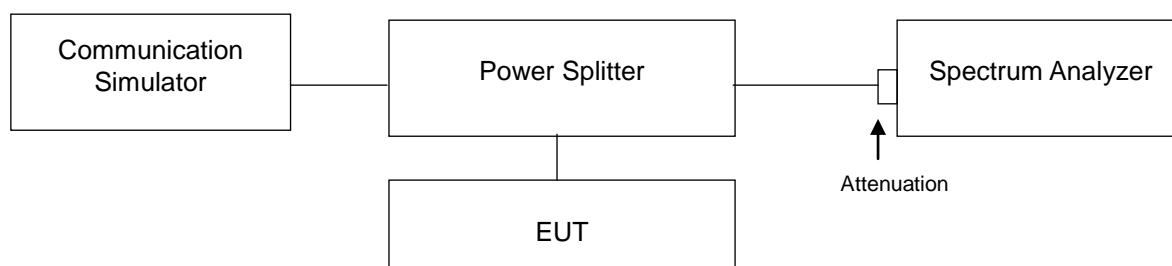 Communication
Simulator
Power Splitter
Spectrum Analyzer
Attenuation
EUT